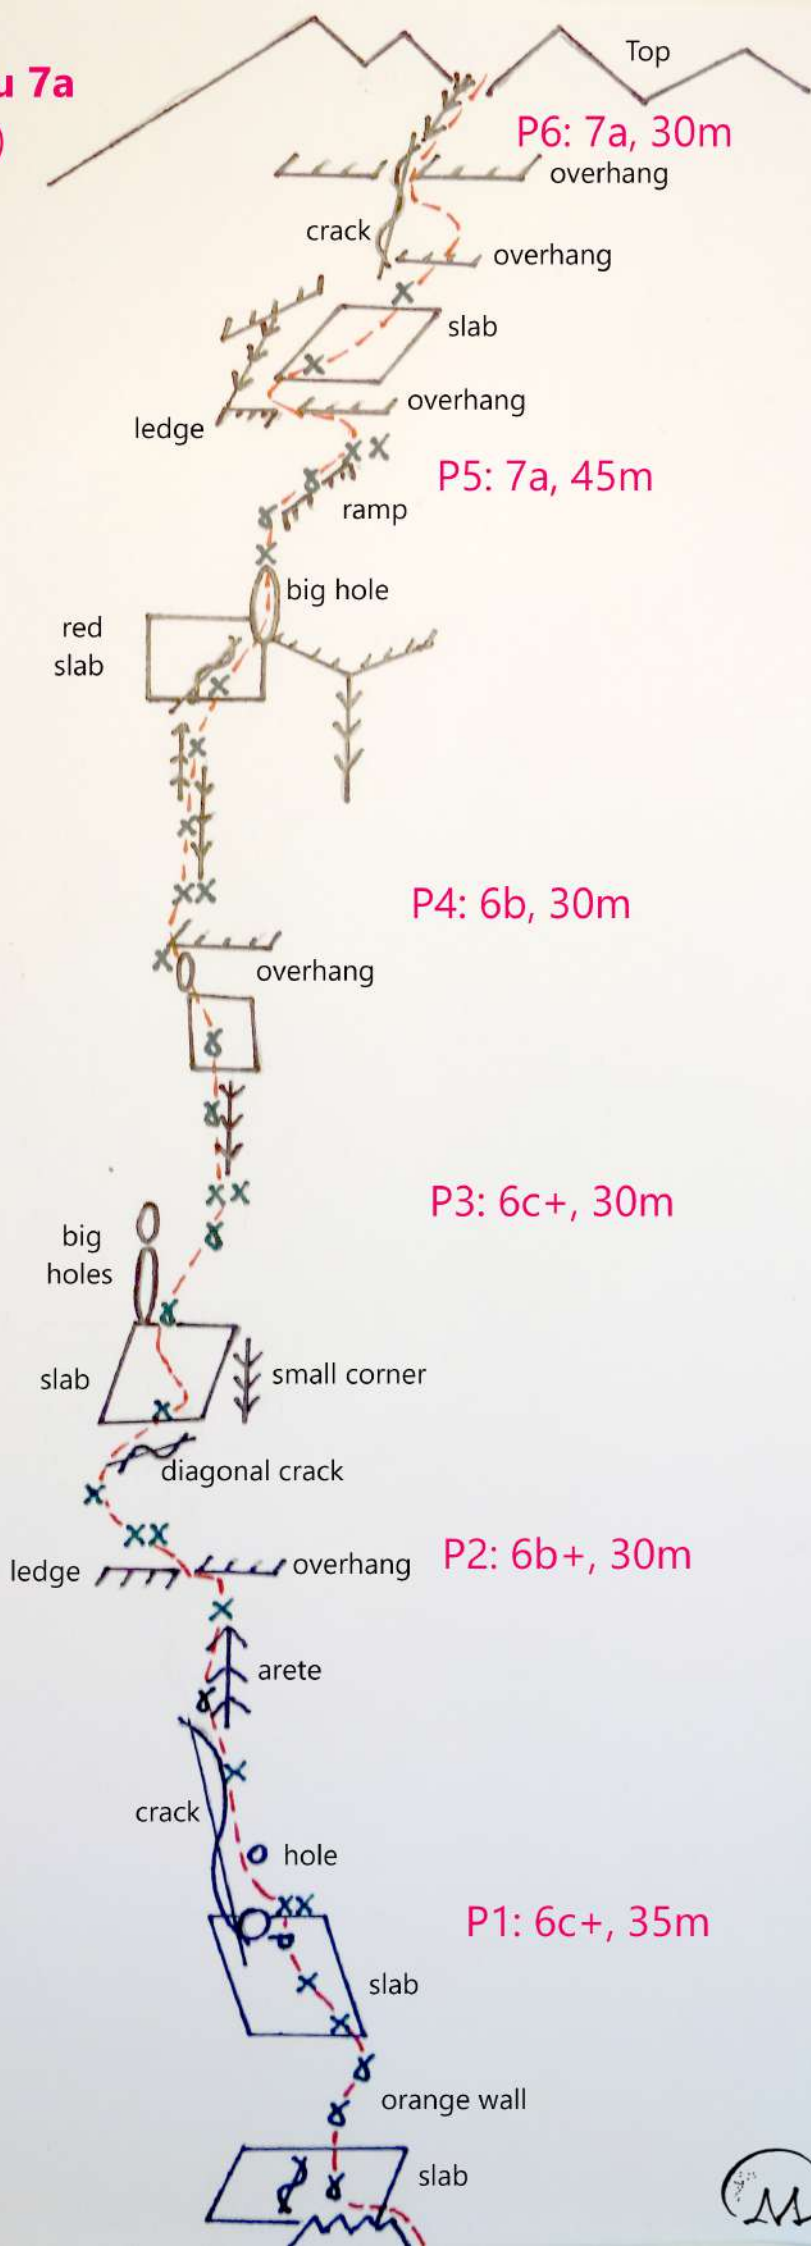 u 7a
)
Top
P6: 7a, 30m
overhang
crack
overhang
slab
overhang
ledge
P5: 7a, 45m
ramp
big hole
red
slab
P4: 6b, 30m
overhang
P3: 6c+, 30m
big
holes
slab
small corner
diagonal crack
P2: 6b+, 30m
ledge
overhang
arete
crack
hole
P1: 6c+, 35m
slab
orange wall
slab